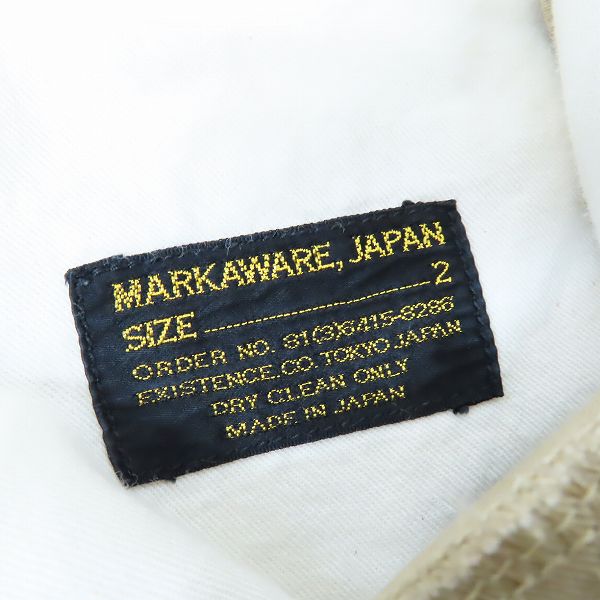 MARKAWARE, JAPAN
SIZE 2
ORDER NO. 81(3)6415-6286
EXISTENCE.CO.TOKYO JAPAN
DRY CLEAN ONLY
MADE IN JAPAN